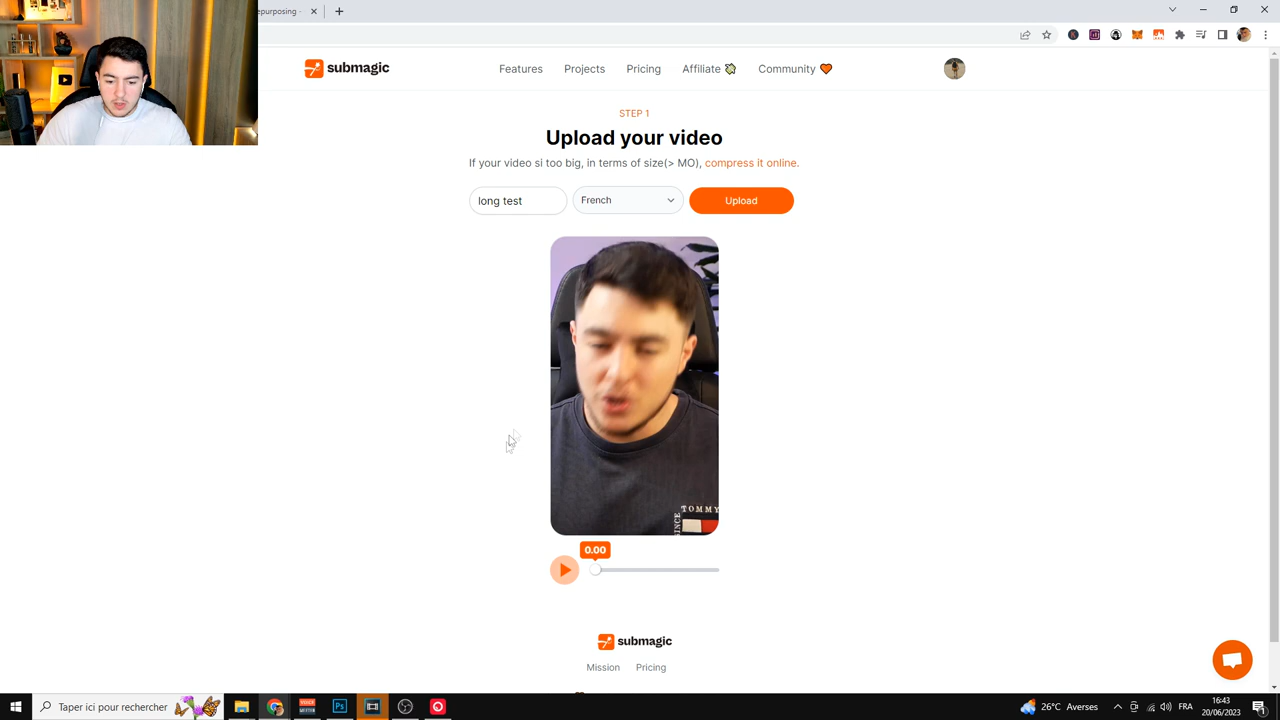 epurposing -
submagic
Features
Projects
Pricing
Affiliate
Community
STEP 1
Upload your video
If your video si too big, in terms of size(> MO), compress it online.
long test
French
Upload
SINCE
TOMMY
0.00
submagic
Mission
Pricing
Taper ici pour rechercher
26°C Averses
FRA
16:43
20/06/2023